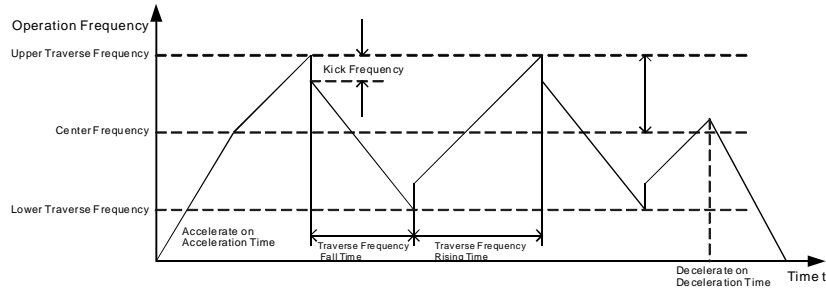 Operation Frequency
Upper Traverse Frequency
Kick Frequency
Center Frequency
Lower Traverse Frequency
Accelerate on
Acceleration Time
Traverse Frequency
Fall Time
Traverse Frequency
Rising Time
Decelerate on
Deceleration Time
Time t